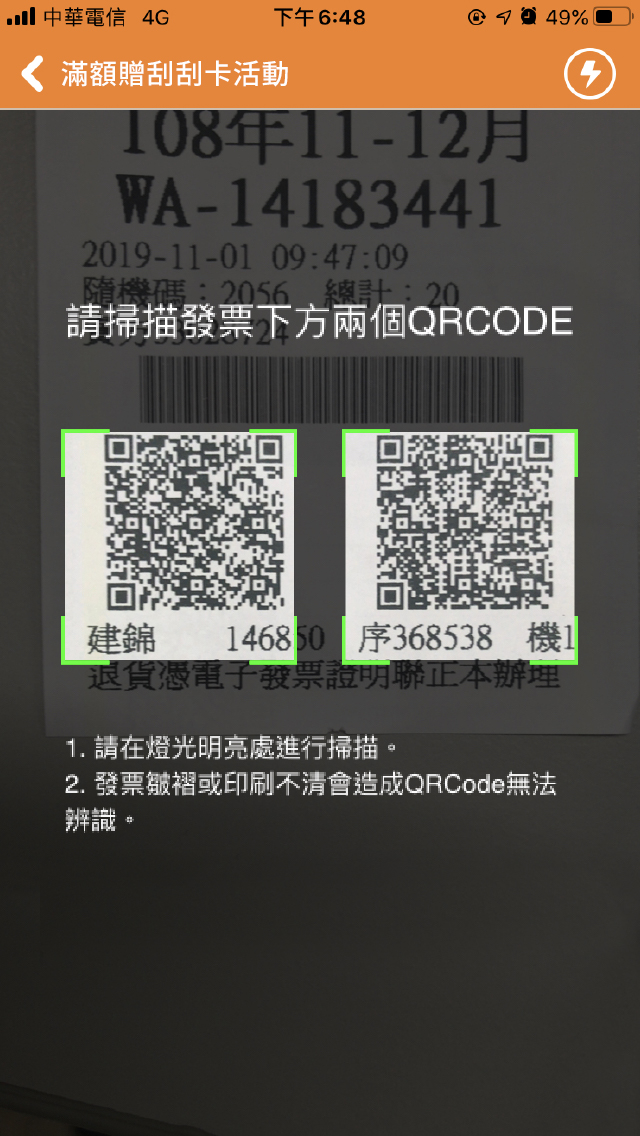 中華電信 4G 下午6:48 49%
滿額贈刮刮卡活動
108年11-12月
WA-14183441
2019-11-01 09:47:09
隨機碼：2056 總計：20
請掃描發票下方兩個QRCODE
建錦 146850 序368538 機1
退貨憑電子發票證明聯正本辦理
1. 請在燈光明亮處進行掃描。
2. 發票皺褶或印刷不清會造成QRCode無法
辨識。